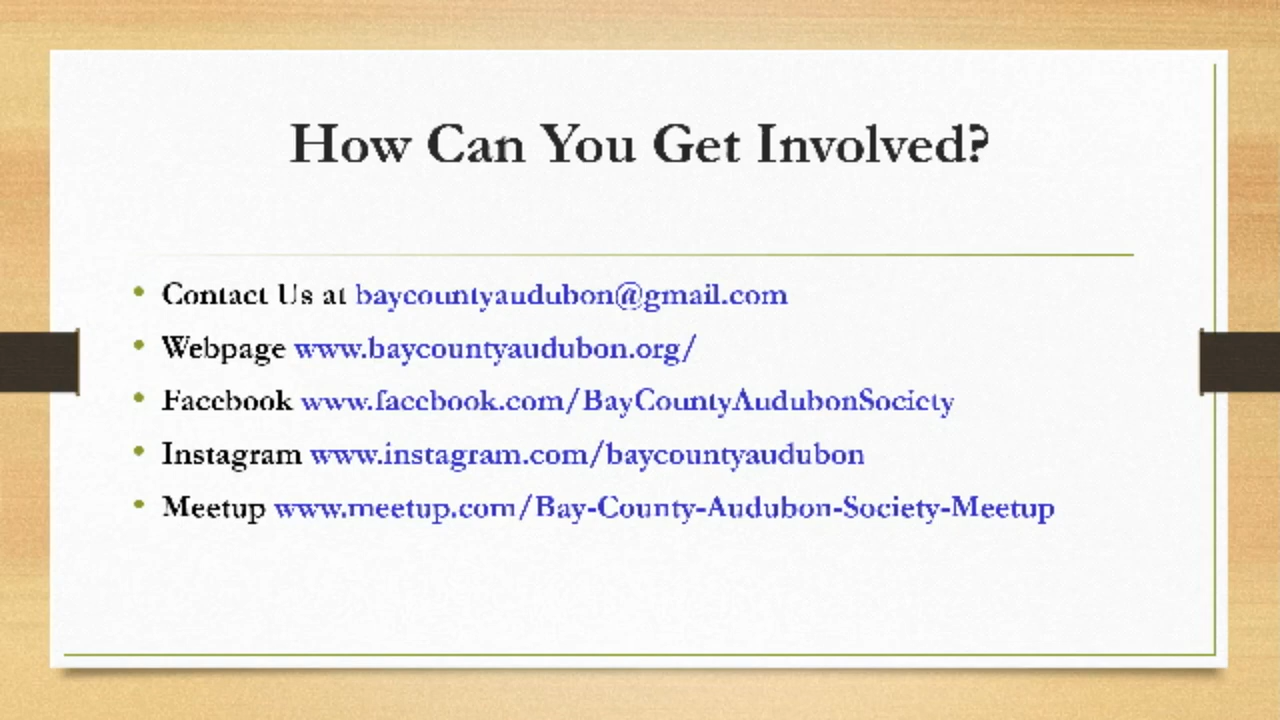 How Can You Get Involved?
• Contact Us at baycountyaudubon@gmail.com
• Webpage www.baycountyaudubon.org/
• Facebook www.facebook.com/BayCountyAudubonSociety
• Instagram www.instagram.com/baycountyaudubon
• Meetup www.meetup.com/Bay-County-Audubon-Society-Meetup